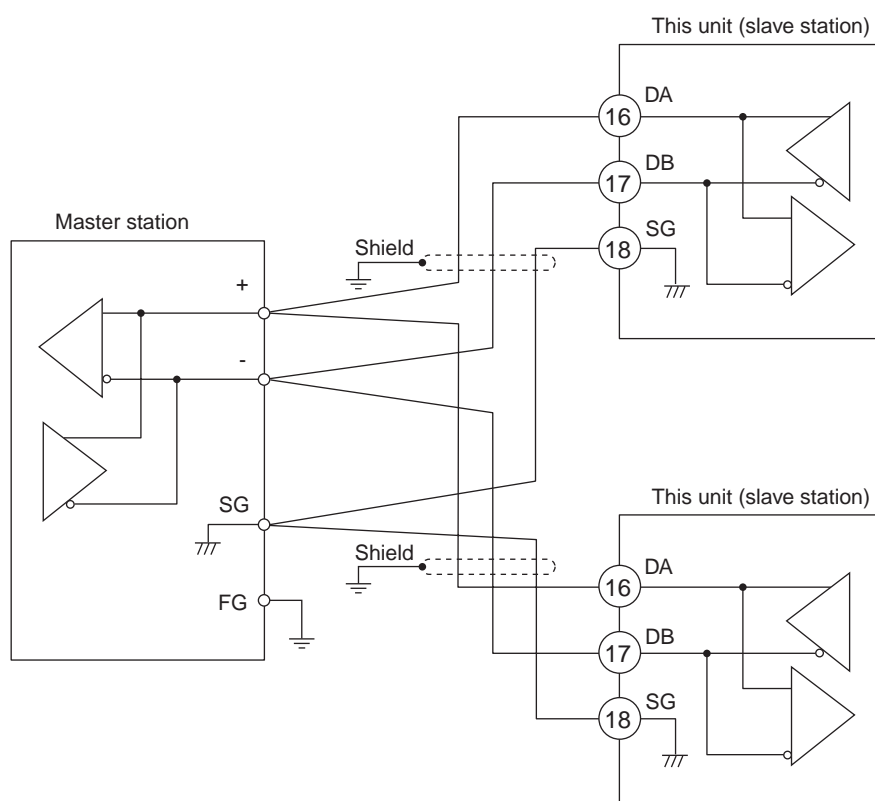 This unit (slave station)
DA
16
DB
17
SG
18
Master station
Shield
+
-
SG
FG
This unit (slave station)
Shield
DA
16
DB
17
SG
18